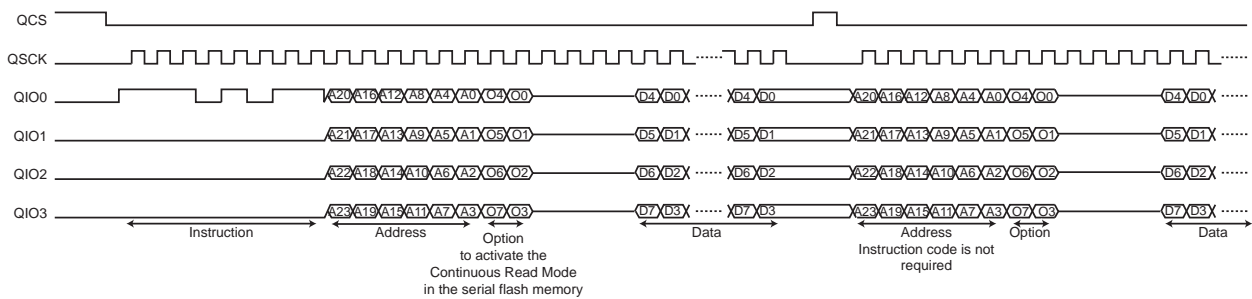 QCS
QSCK
QIO0 A20 A16 A12 A8 A4 A0 O4 O0 D4 D0 D4 D0 A20 A16 A12 A8 A4 A0 O4 O0 D4 D0
QIO1 A21 A17 A13 A9 A5 A1 O5 O1 D5 D1 D5 D1 A21 A17 A13 A9 A5 A1 O5 O1 D5 D1
QIO2 A22 A18 A14 A10 A6 A2 O6 O2 D6 D2 D6 D2 A22 A18 A14 A10 A6 A2 O6 O2 D6 D2
QIO3 A23 A19 A15 A11 A7 A3 O7 O3 D7 D3 D7 D3 A23 A19 A15 A11 A7 A3 O7 O3 D7 D3
Instruction
Address
Option
to activate the
Continuous Read Mode
in the serial flash memory
Data
Address
Instruction code is not
required
Option
Data